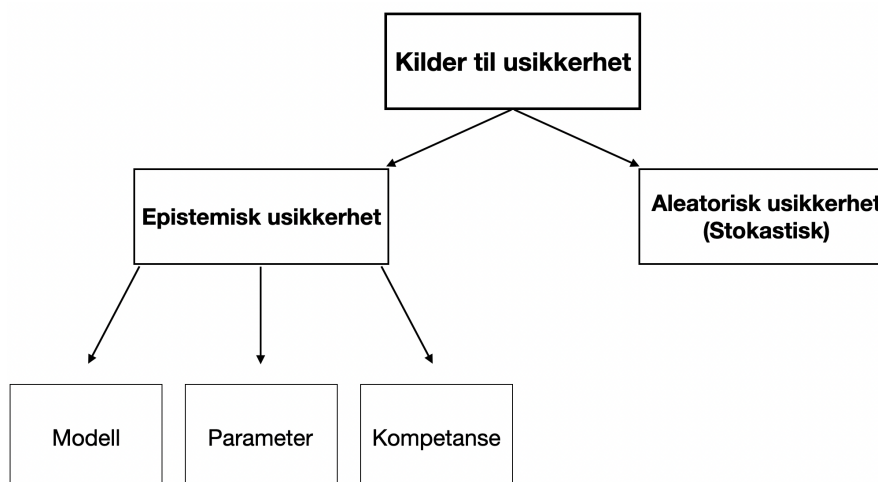 Kilder til usikkerhet
Epistemisk usikkerhet
Aleatorisk usikkerhet
(Stokastisk)
Modell
Parameter
Kompetanse